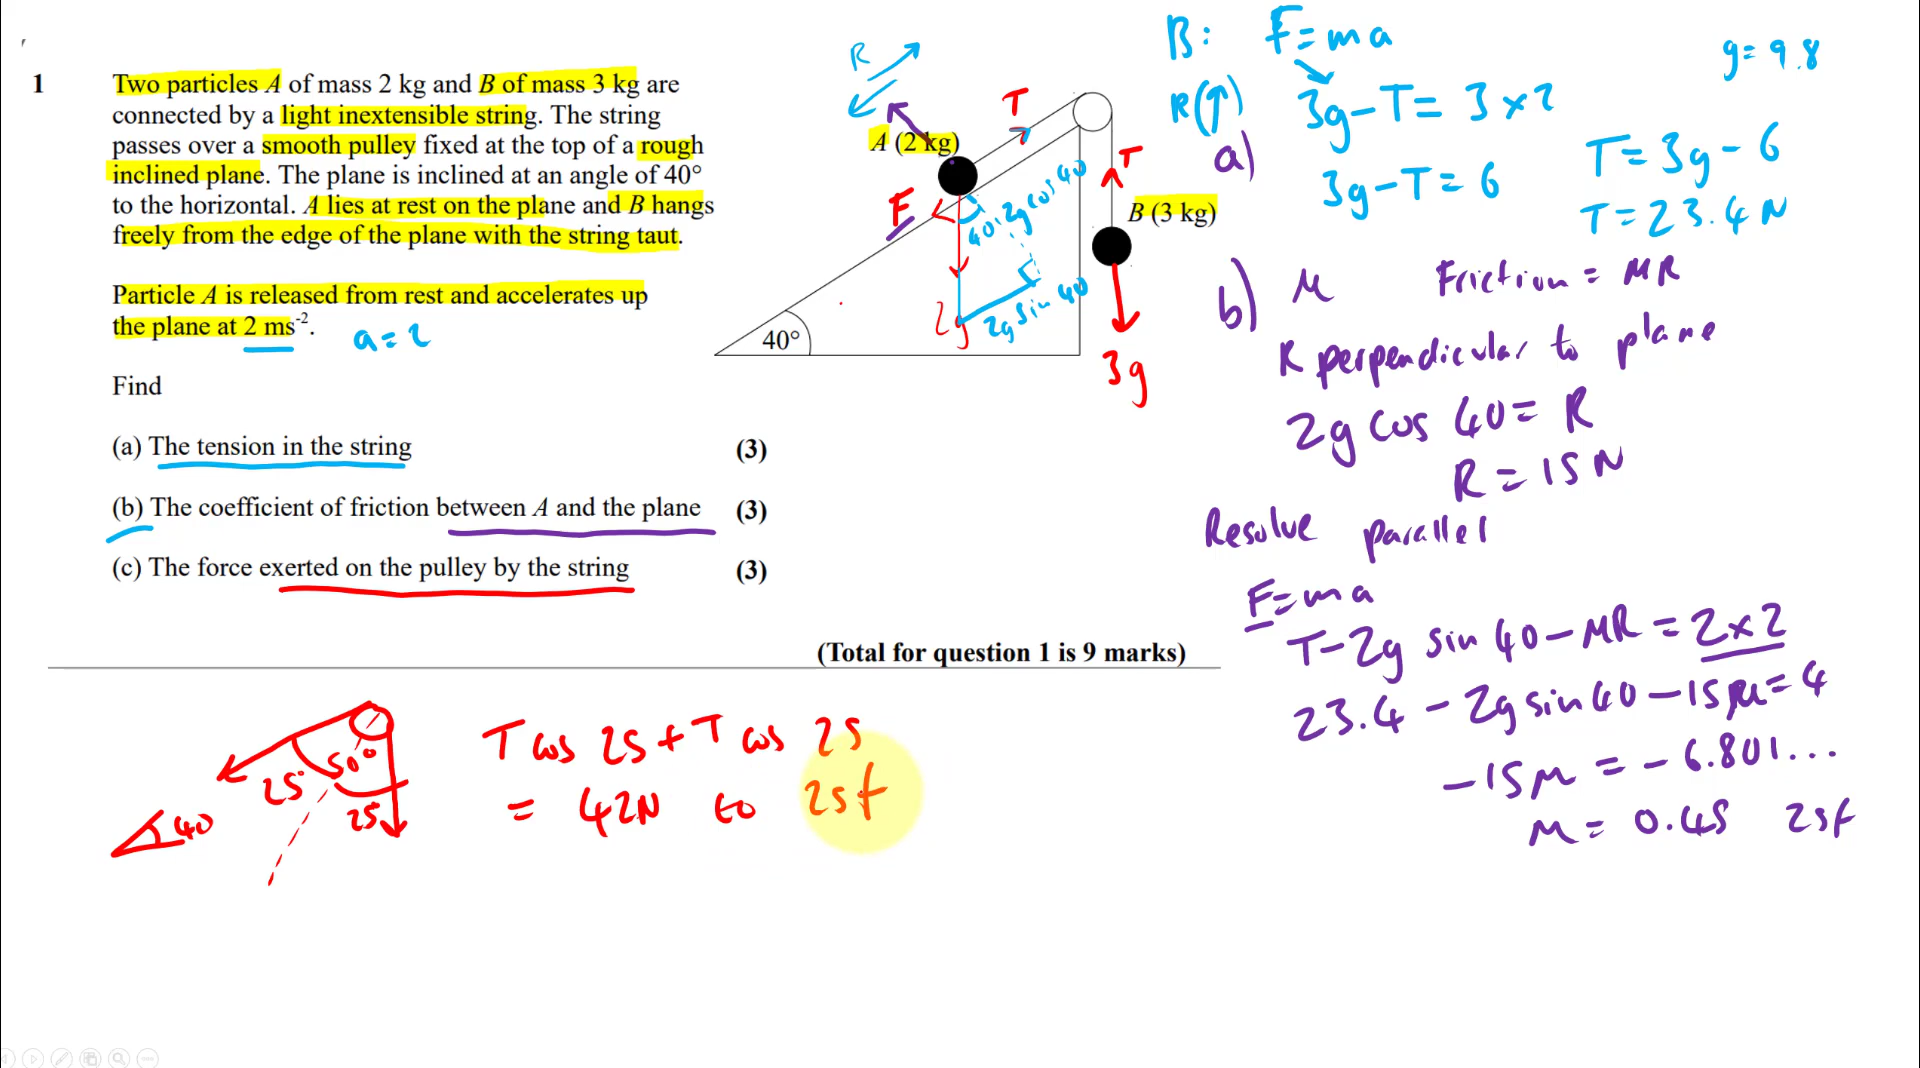 1 Two particles A of mass 2 kg and B of mass 3 kg are
connected by a light inextensible string. The string
passes over a smooth pulley fixed at the top of a rough
inclined plane. The plane is inclined at an angle of 40°
to the horizontal. A lies at rest on the plane and B hangs
freely from the edge of the plane with the string taut.
Particle A is released from rest and accelerates up
the plane at 2 ms⁻².
a = 2
Find
(a) The tension in the string (3)
(b) The coefficient of friction between A and the plane (3)
(c) The force exerted on the pulley by the string (3)
(Total for question 1 is 9 marks)
R
T
A (2 kg)
T
F
40°
2g cos 40
B (3 kg)
2g
2g sin 40
40°
3g
B: F = ma
g = 9.8
R(↑) 3g - T = 3 × 2
a)
3g - T = 6
T = 3g - 6
T = 23.4 N
b) μ Friction = μR
R perpendicular to plane
2g cos 40 = R
R = 15 N
Resolve parallel
F = ma
T - 2g sin 40 - μR = 2 × 2
23.4 - 2g sin 40 - 15μ = 4
-15μ = -6.801...
μ = 0.45 2sf
50°
25°
25°
40
T cos 25 + T cos 25
= 42N to 2sf